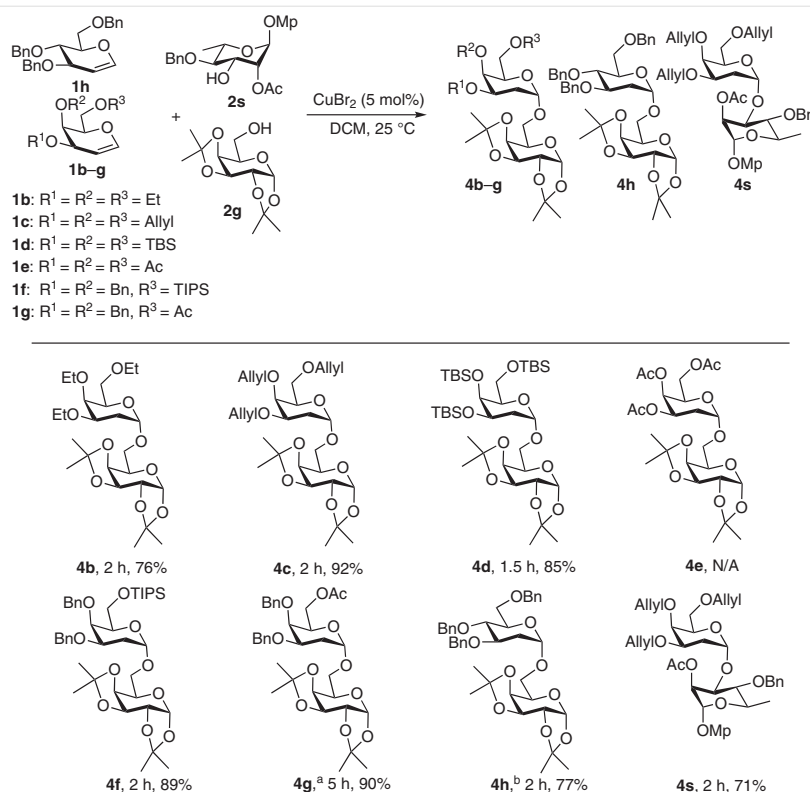 OBn
BnO
BnO
O
1h
OMp
O
BnO
HO
OAc
2s
OR²
OR³
R¹O
O
1b–g
+
OH
O
O
O
O
O
2g
CuBr₂ (5 mol%)
DCM, 25 °C
R²O
OR³
R¹O
O
O
O
O
O
O
O
4b–g
OBn
BnO
BnO
O
O
O
O
O
O
O
4h
AllylO
OAllyl
AllylO
O
OAc
O
OBn
O
OMp
4s
1b: R¹ = R² = R³ = Et
1c: R¹ = R² = R³ = Allyl
1d: R¹ = R² = R³ = TBS
1e: R¹ = R² = R³ = Ac
1f: R¹ = R² = Bn, R³ = TIPS
1g: R¹ = R² = Bn, R³ = Ac
EtO
OEt
EtO
O
O
O
O
O
O
O
4b, 2 h, 76%
AllylO
OAllyl
AllylO
O
O
O
O
O
O
O
4c, 2 h, 92%
TBSO
OTBS
TBSO
O
O
O
O
O
O
O
4d, 1.5 h, 85%
AcO
OAc
AcO
O
O
O
O
O
O
O
4e, N/A
BnO
OTIPS
BnO
O
O
O
O
O
O
O
4f, 2 h, 89%
BnO
OAc
BnO
O
O
O
O
O
O
O
4g,ᵃ 5 h, 90%
OBn
BnO
BnO
O
O
O
O
O
O
O
4h,ᵇ 2 h, 77%
AllylO
OAllyl
AllylO
O
AcO
O
OBn
O
OMp
4s, 2 h, 71%